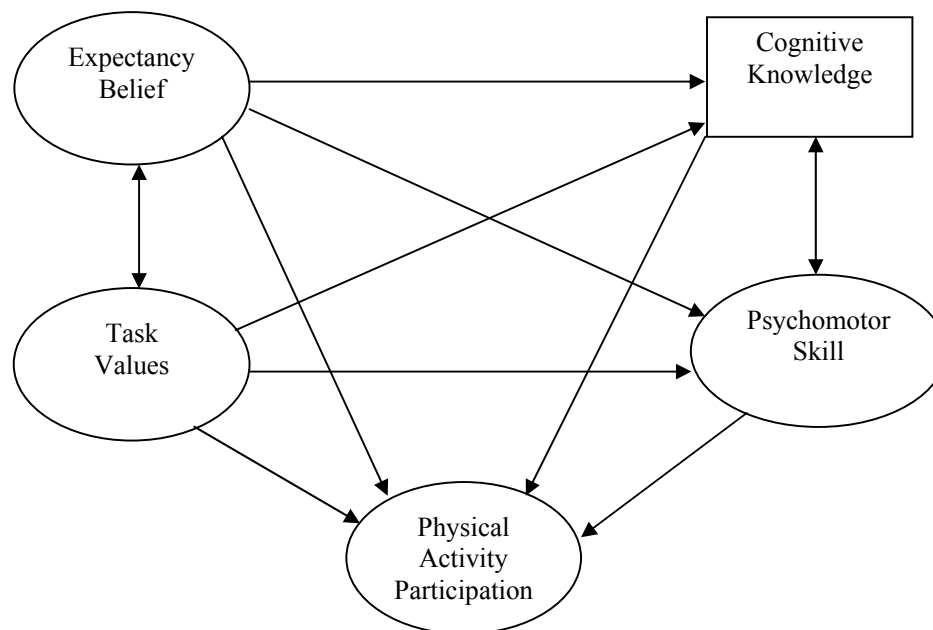 Expectancy
Belief
Cognitive
Knowledge
Task
Values
Psychomotor
Skill
Physical
Activity
Participation